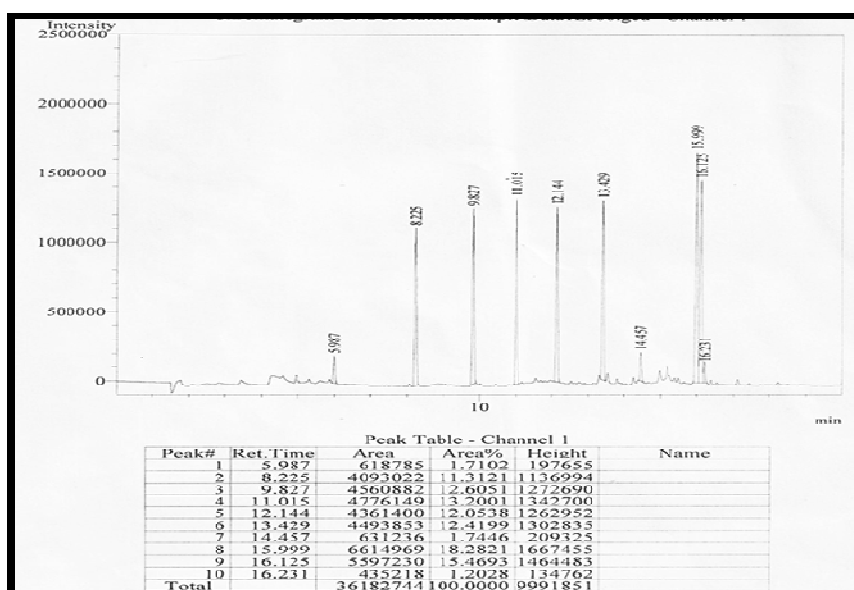 Intensity
2500000
2000000
1500000
1000000
500000
0
5.987
8.225
9.827
11.015
12.144
13.429
14.457
15.999
16.125
16.231
10
min
Peak Table - Channel 1
Peak# Ret.Time Area Area% Height Name
1 5.987 618785 1.7102 197655
2 8.225 4093022 11.3121 1136994
3 9.827 4560882 12.6051 1272690
4 11.015 4776149 13.2001 1342700
5 12.144 4361400 12.0538 1262952
6 13.429 4493853 12.4199 1302835
7 14.457 631236 1.7446 209325
8 15.999 6614969 18.2821 1667455
9 16.125 5597230 15.4693 1464483
10 16.231 435218 1.2028 134762
Total 36182744 100.0000 9991851